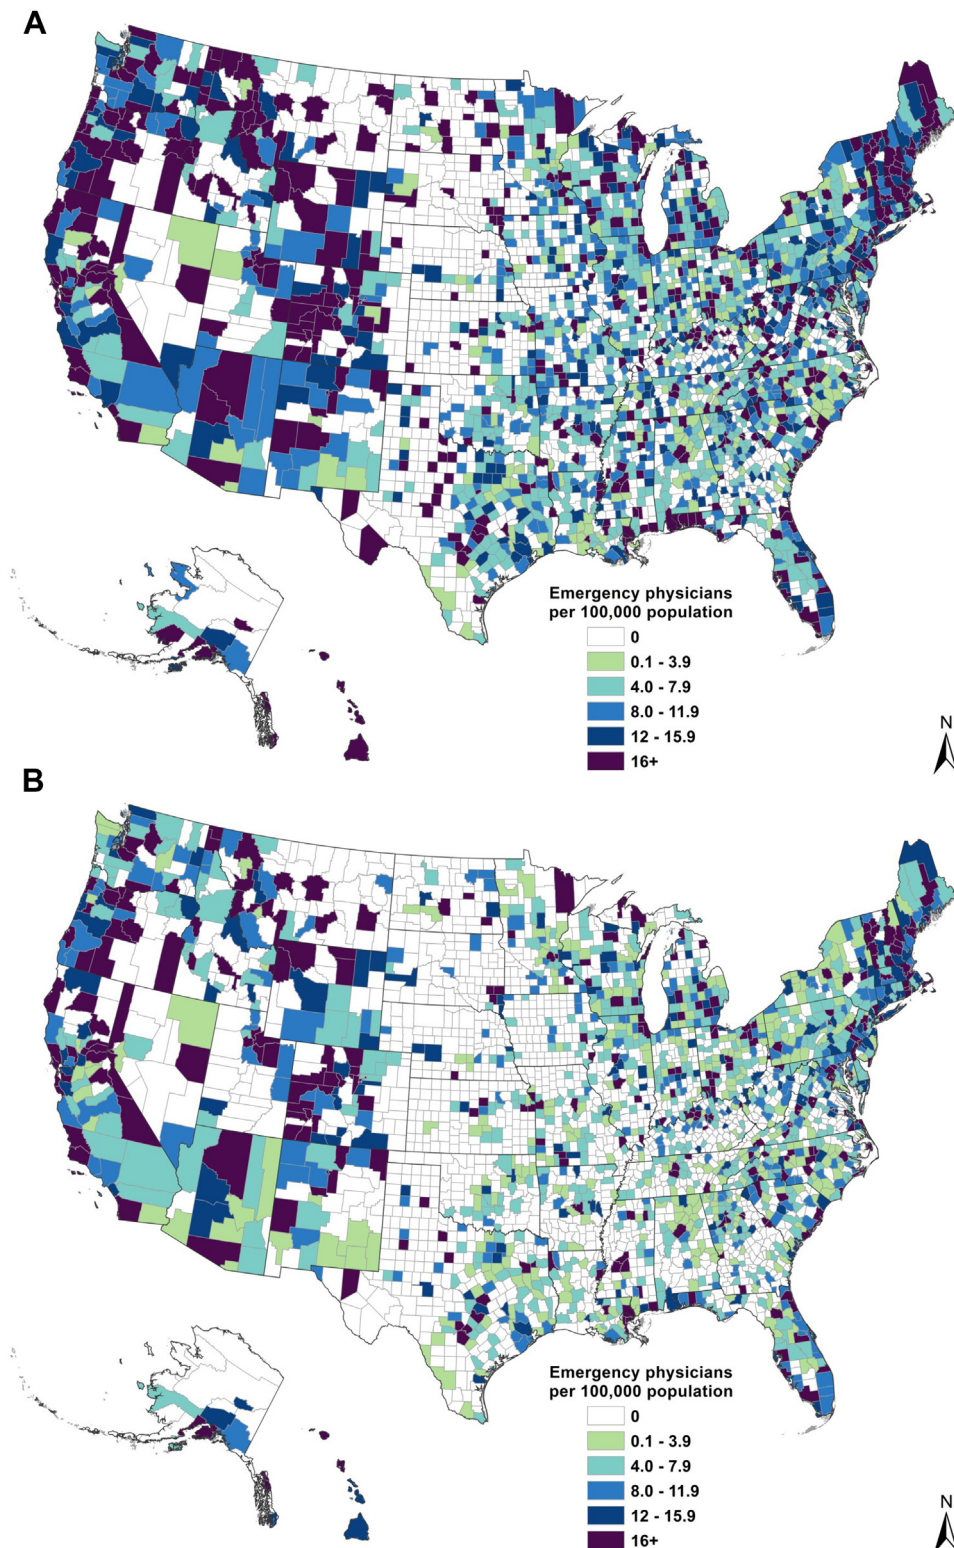 A
Emergency physicians
per 100,000 population
0
0.1 - 3.9
4.0 - 7.9
8.0 - 11.9
12 - 15.9
16+
N
B
Emergency physicians
per 100,000 population
0
0.1 - 3.9
4.0 - 7.9
8.0 - 11.9
12 - 15.9
16+
N